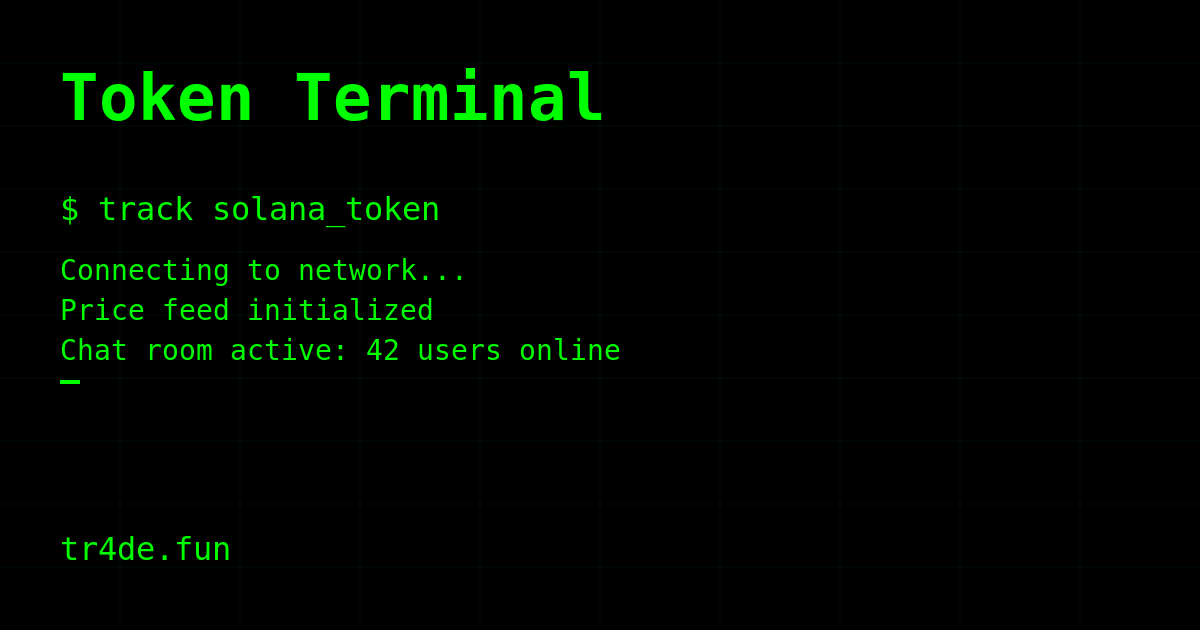 Token Terminal
$ track solana_token
Connecting to network...
Price feed initialized
Chat room active: 42 users online
tr4de.fun